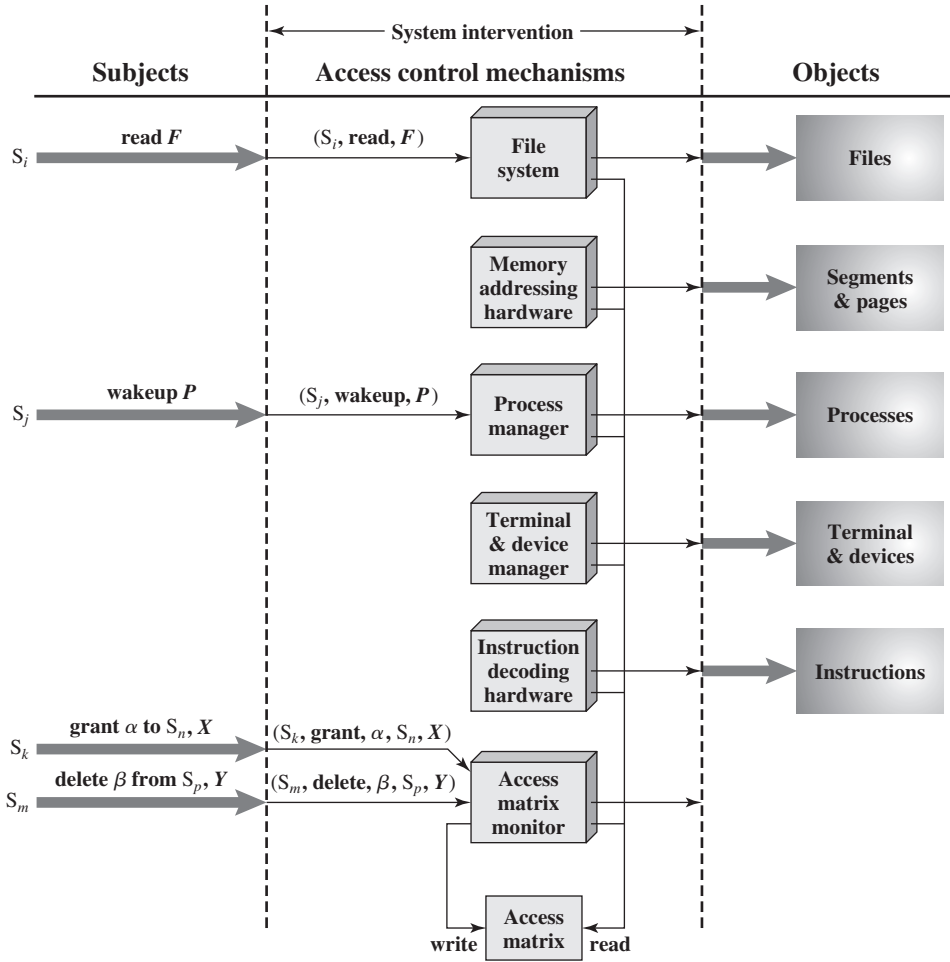 System intervention
Subjects
Access control mechanisms
Objects
Sᵢ
read F
(Sᵢ, read, F)
File
system
Files
Memory
addressing
hardware
Segments
& pages
Sⱼ
wakeup P
(Sⱼ, wakeup, P)
Process
manager
Processes
Terminal
& device
manager
Terminal
& devices
Instruction
decoding
hardware
Instructions
Sₖ
grant α to Sₙ, X
(Sₖ, grant, α, Sₙ, X)
Sₘ
delete β from Sₚ, Y
(Sₘ, delete, β, Sₚ, Y)
Access
matrix
monitor
write
Access
matrix
read